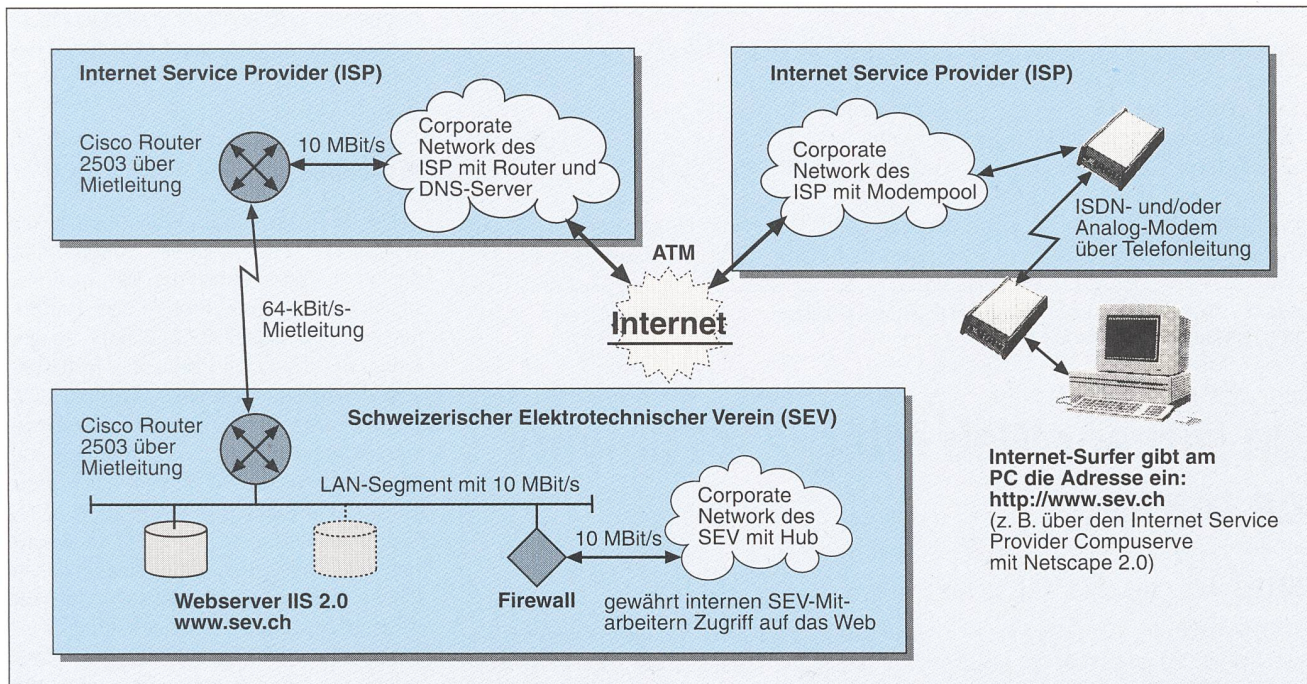 Internet Service Provider (ISP)
Cisco Router
2503 über
Mietleitung
10 MBit/s
Corporate
Network des
ISP mit Router und
DNS-Server
Internet Service Provider (ISP)
Corporate
Network des
ISP mit Modempool
ISDN- und/oder
Analog-Modem
über Telefonleitung
ATM
Internet
64-kBit/s-
Mietleitung
Schweizerischer Elektrotechnischer Verein (SEV)
Cisco Router
2503 über
Mietleitung
LAN-Segment mit 10 MBit/s
Corporate
Network des
SEV mit Hub
10 MBit/s
Webserver IIS 2.0
www.sev.ch
Firewall
gewährt internen SEV-Mit-
arbeitern Zugriff auf das Web
Internet-Surfer gibt am
PC die Adresse ein:
http://www.sev.ch
(z. B. über den Internet Service
Provider Compuserve
mit Netscape 2.0)